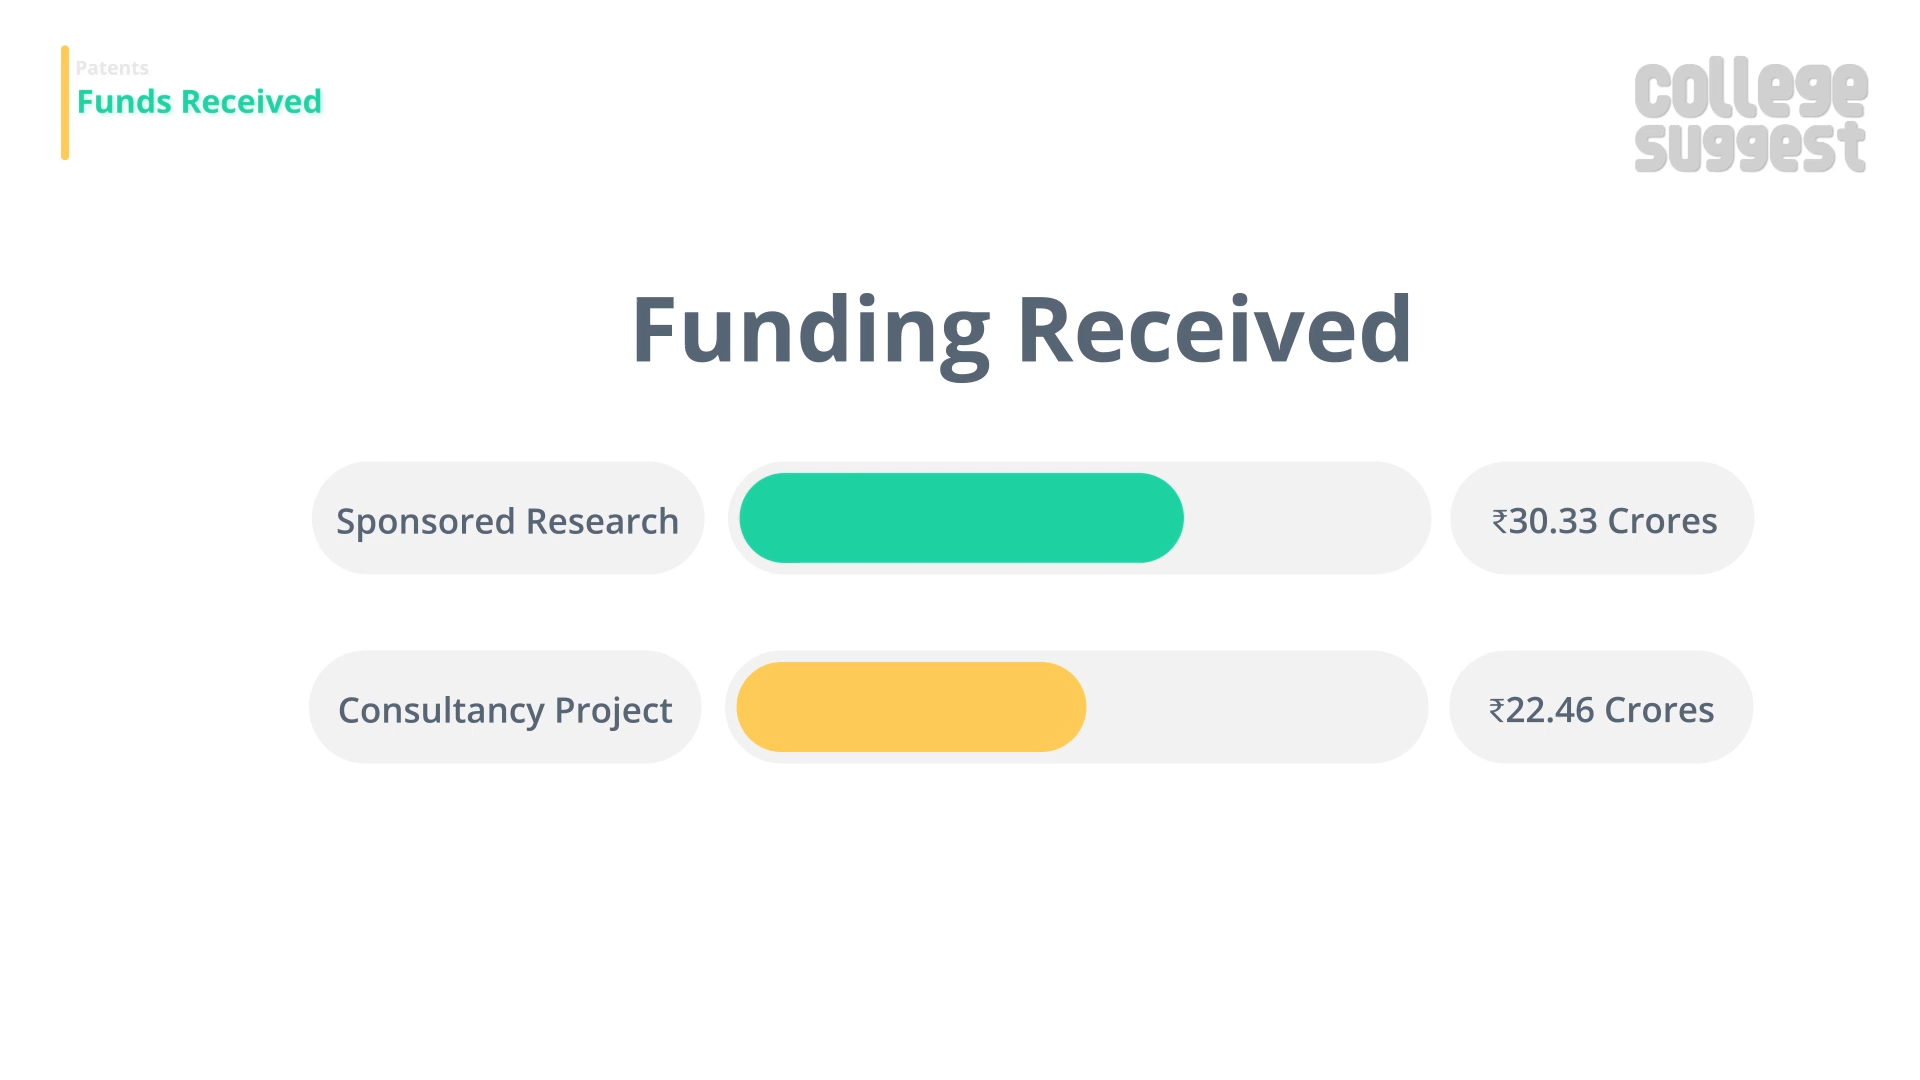 Patents
Funds Received
college
suggest
Funding Received
Sponsored Research
₹30.33 Crores
Consultancy Project
₹22.46 Crores